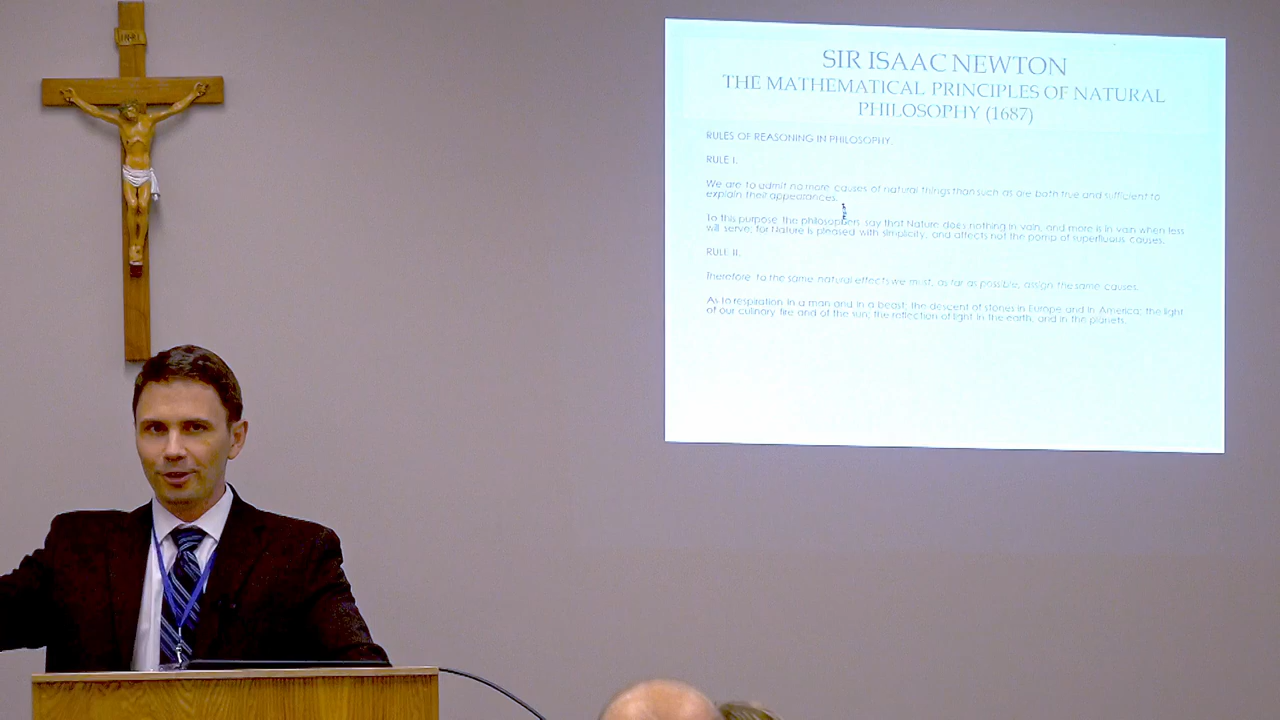 INRI
SIR ISAAC NEWTON
THE MATHEMATICAL PRINCIPLES OF NATURAL
PHILOSOPHY (1687)
RULES OF REASONING IN PHILOSOPHY.
RULE I.
We are to admit no more causes of natural things than such as are both true and sufficient to
explain their appearances.
To this purpose the philosophers say that Nature does nothing in vain, and more is in vain when less
will serve; for Nature is pleased with simplicity, and affects not the pomp of superfluous causes.
RULE II.
Therefore to the same natural effects we must, as far as possible, assign the same causes.
As to respiration in a man and in a beast; the descent of stones in Europe and in America; the light
of our culinary fire and of the sun; the reflection of light in the earth, and in the planets.